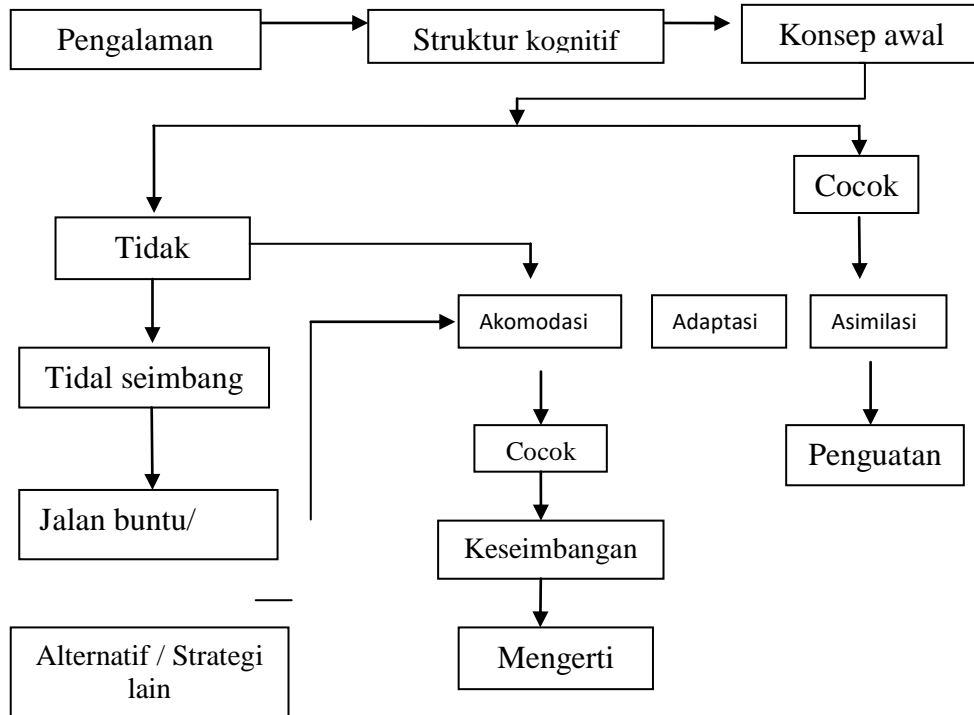 Pengalaman
Struktur kognitif
Konsep awal
Cocok
Tidak
Akomodasi
Adaptasi
Asimilasi
Tidal seimbang
Cocok
Penguatan
Jalan buntu/
Keseimbangan
Alternatif / Strategi
lain
Mengerti